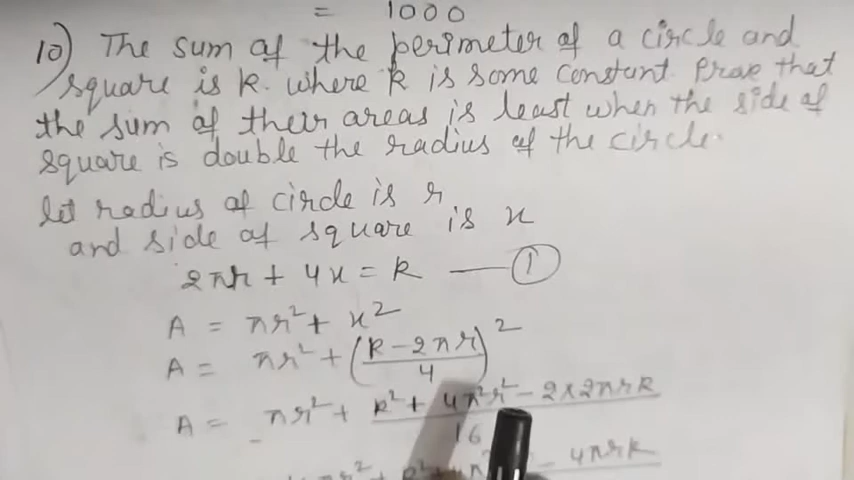 = 1000
10) The sum of the perimeter of a circle and
square is k. where k is some constant. Prove that
the sum of their areas is least when the side of
square is double the radius of the circle.
let radius of circle is r
and side of square is x
2πr + 4x = k —— ①
A = πr² + x²
A = πr² + ((k - 2πr)/4)²
A = πr² + (k² + 4π²r² - 2×2πrk)/16
- 4πrk